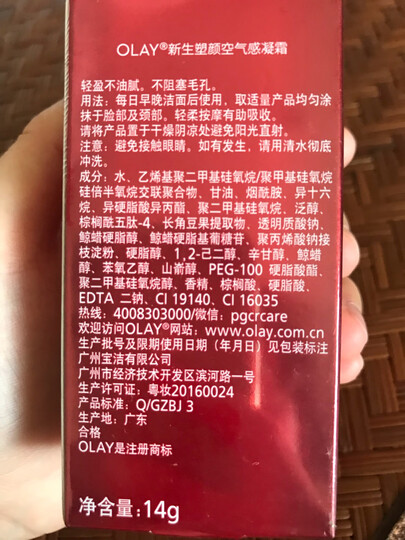 OLAY®新生塑颜空气感凝霜
轻盈不油腻。不阻塞毛孔。
用法：每日早晚洁面后使用，取适量产品均匀涂
抹于脸部及颈部。轻柔按摩有助吸收。
请将产品置于干燥阴凉处避免阳光直射。
注意：避免接触眼睛。如有发生，请用清水彻底
冲洗。
成分：水、乙烯基聚二甲基硅氧烷/聚甲基硅氧烷
硅倍半氧烷交联聚合物、甘油、烟酰胺、异十六
烷、异硬脂酸异丙酯、聚二甲基硅氧烷、泛醇、
棕榈酰五肽-4、长角豆果提取物、透明质酸钠、
鲸蜡硬脂醇、鲸蜡硬脂基葡糖苷、聚丙烯酸钠接
枝淀粉、硬脂醇、1,2-己二醇、辛甘醇、鲸蜡
醇、苯氧乙醇、山嵛醇、PEG-100 硬脂酸酯、
聚二甲基硅氧烷醇、香精、棕榈酸、硬脂酸、
EDTA 二钠、CI 19140、CI 16035
热线：4008303000/微信：pgcrcare
欢迎访问OLAY®网站：www.olay.com.cn
生产批号及限期使用日期（年月日）见包装标注
广州宝洁有限公司
广州市经济技术开发区滨河路一号
生产许可证：粤妆20160024
产品标准：Q/GZBJ 3
生产地：广东
合格
OLAY是注册商标
净含量:14g